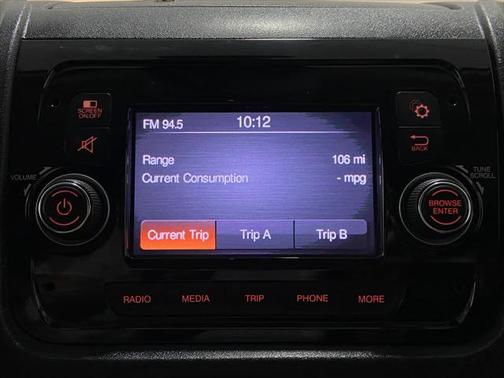 SCREEN
ON/OFF
FM 94.5 10:12
BACK
VOLUME
TUNE
SCROLL
Range 106 mi
Current Consumption - mpg
BROWSE
ENTER
Current Trip Trip A Trip B
RADIO MEDIA TRIP PHONE MORE